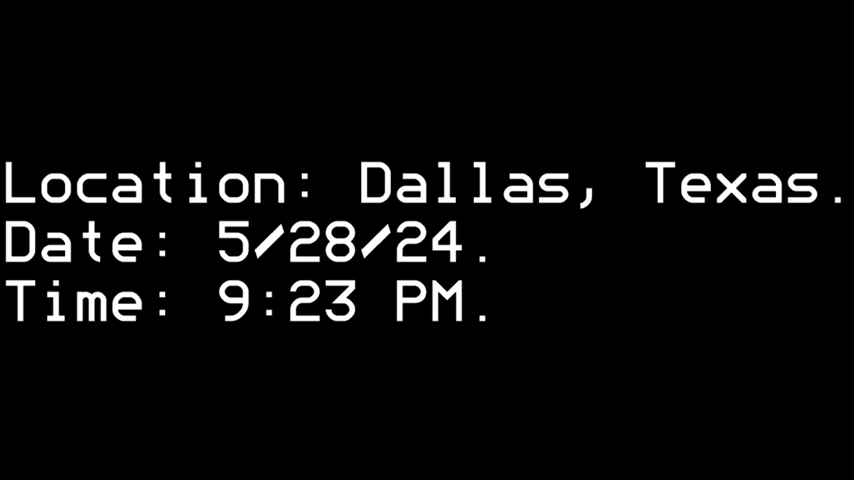 Location: Dallas, Texas.
Date: 5/28/24.
Time: 9:23 PM.